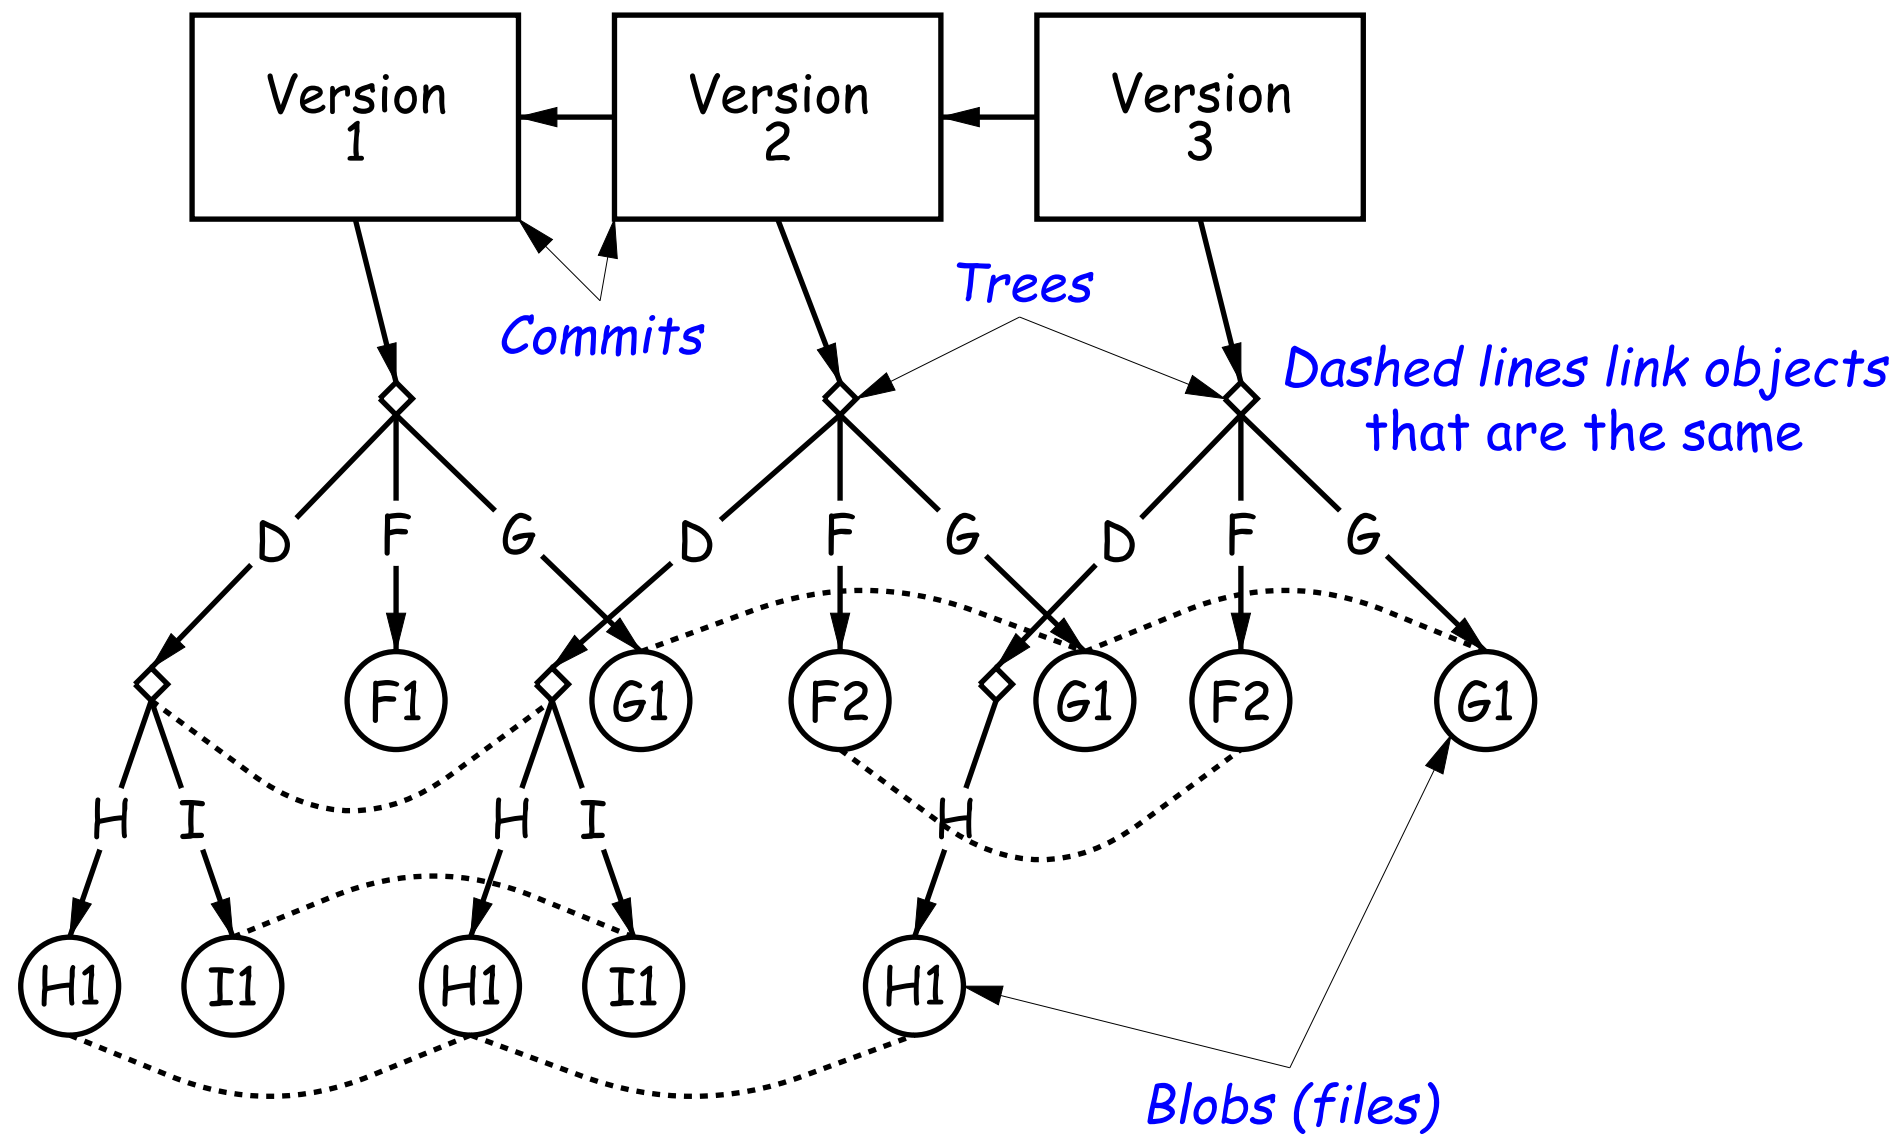 Version
1
Version
2
Version
3
Commits
Trees
Dashed lines link objects
that are the same
D
F
G
D
F
G
D
F
G
F1
G1
F2
G1
F2
G1
H
I
H
I
H
H1
I1
H1
I1
H1
Blobs (files)